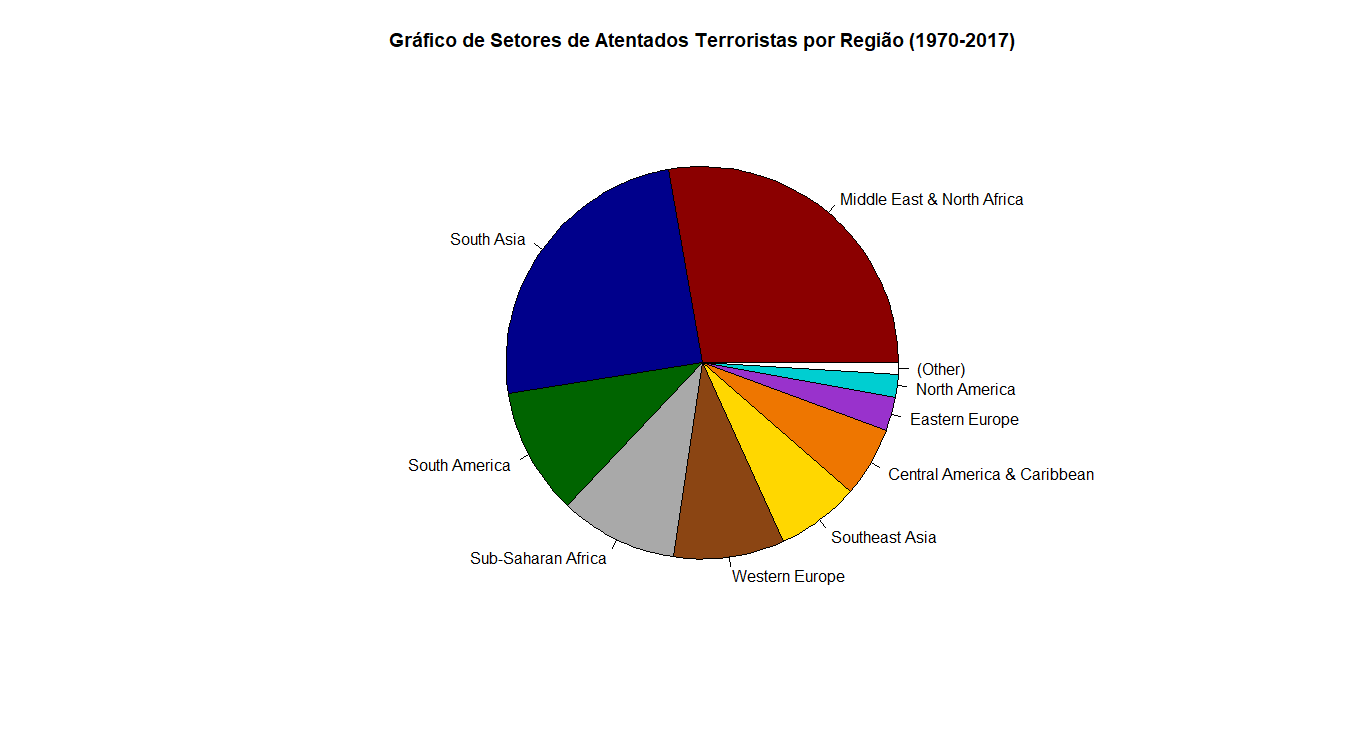 Gráfico de Setores de Atentados Terroristas por Região (1970-2017)
Middle East & North Africa
South Asia
(Other)
North America
Eastern Europe
South America
Central America & Caribbean
Southeast Asia
Sub-Saharan Africa
Western Europe